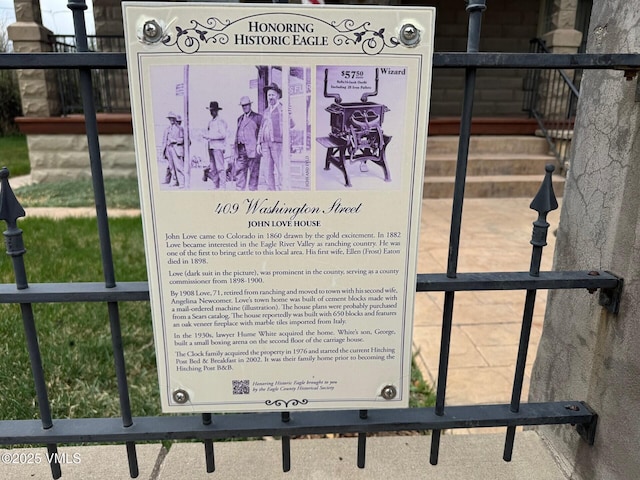 HONORING
HISTORIC EAGLE
$57.50
Wizard
409 Washington Street
JOHN LOVE HOUSE
John Love came to Colorado in 1860 drawn by the gold excitement. In 1882
Love became interested in the Eagle River Valley as ranching country. He was
one of the first to bring cattle to this local area. His first wife, Ellen (Frost) Eaton
died in 1898.
Love (dark suit in the picture), was prominent in the county, serving as a county
commissioner from 1898-1900.
By 1908 Love, 71, retired from ranching and moved to town with his second wife,
Angelina Newcomer. Love's town home was built of cement blocks made with
a mail-ordered machine (illustration). The house plans were probably purchased
from a Sears catalog. The house reportedly was built with 650 blocks and features
an oak veneer fireplace with marble tiles imported from Italy.
In the 1930s, lawyer Hume White acquired the home. White's son, George,
built a small boxing arena on the second floor of the carriage house.
The Clock family acquired the property in 1976 and started the current Hitching
Post Bed & Breakfast in 2002. It was their family home prior to becoming the
Hitching Post B&B.
Honoring Historic Eagle brought to you
by the Eagle County Historical Society
©2025 VMLS